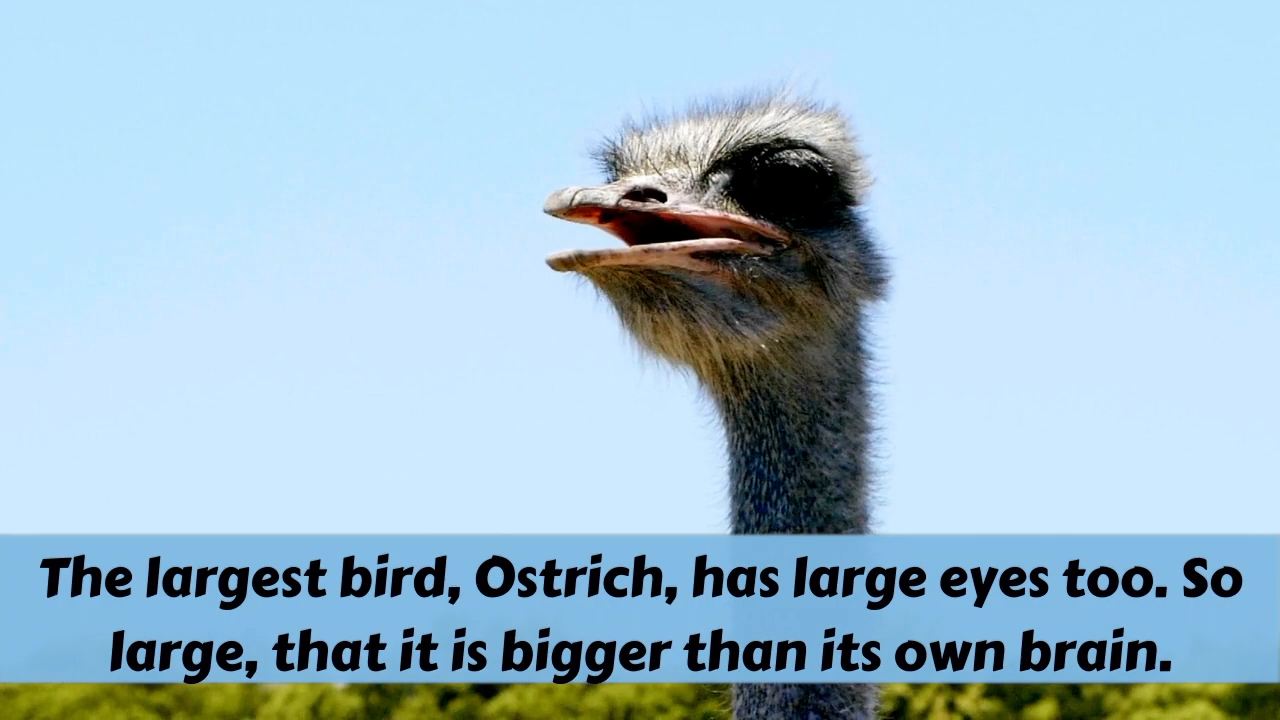 The largest bird, Ostrich, has large eyes too. So
large, that it is bigger than its own brain.